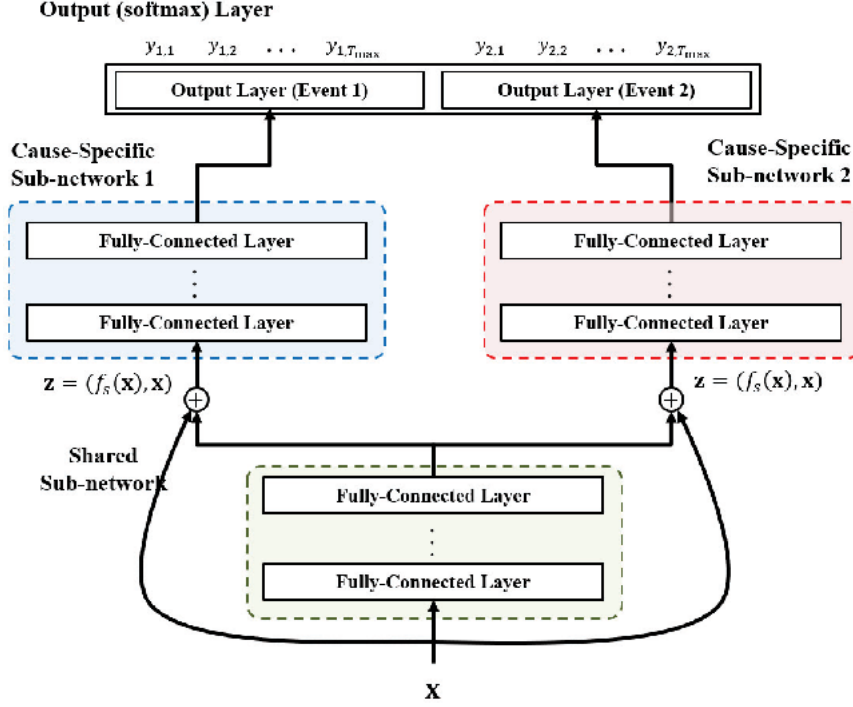 Output (softmax) Layer
y₁,₁ y₁,₂ ··· y₁,τmax y₂,₁ y₂,₂ ··· y₂,τmax
Output Layer (Event 1) Output Layer (Event 2)
Cause-Specific
Sub-network 1
Cause-Specific
Sub-network 2
Fully-Connected Layer
Fully-Connected Layer
Fully-Connected Layer
Fully-Connected Layer
z = (fₛ(x), x)
z = (fₛ(x), x)
+
+
Shared
Sub-network
Fully-Connected Layer
Fully-Connected Layer
x